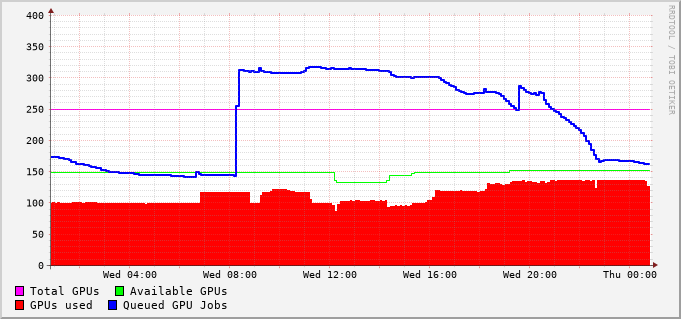 400
350
300
250
200
150
100
50
0
Wed 04:00 Wed 08:00 Wed 12:00 Wed 16:00 Wed 20:00 Thu 00:00
Total GPUs Available GPUs
GPUs used Queued GPU Jobs
RRDTOOL / TOBI OETIKER